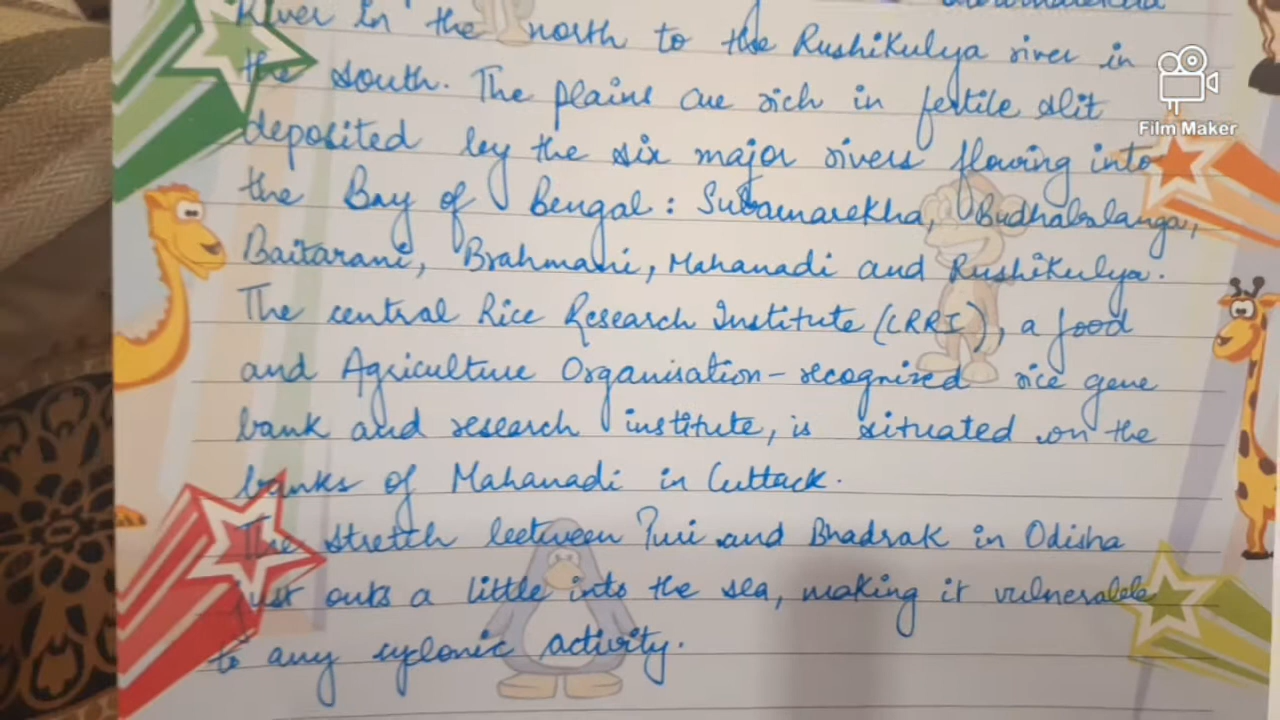 River in the north to the Rushikulya river in
the south. The plains are rich in fertile slit
deposited by the six major rivers flowing into
the Bay of Bengal: Subarnarekha, Budhabalanga,
Baitarani, Brahmani, Mahanadi and Rushikulya.
The central Rice Research Institute (CRRI), a food
and Agriculture Organisation-recognized rice gene
bank and research institute, is situated on the
banks of Mahanadi in Cuttack.
The stretch between Puri and Bhadrak in Odisha
Just outs a little into the sea, making it vulnerable
to any cyclonic activity.
Film Maker